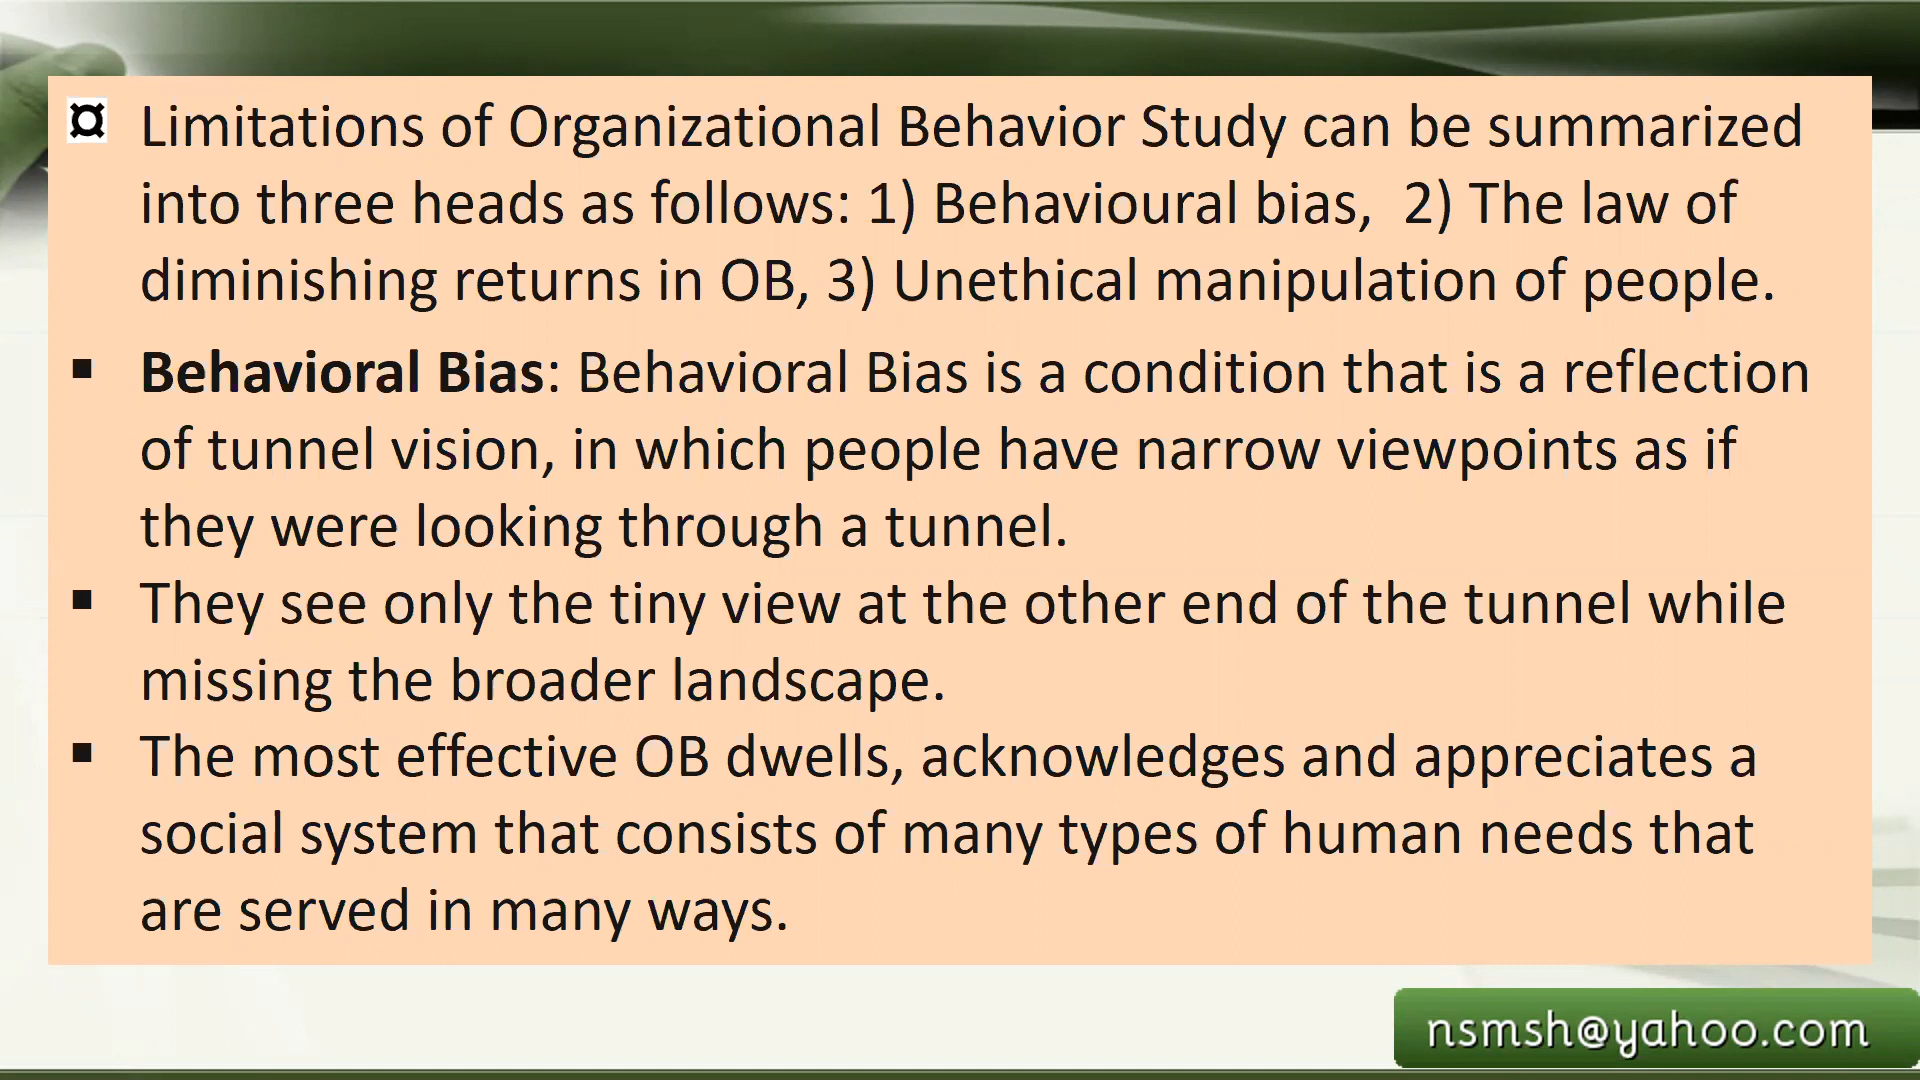 ¤ Limitations of Organizational Behavior Study can be summarized
into three heads as follows: 1) Behavioural bias,  2) The law of
diminishing returns in OB, 3) Unethical manipulation of people.
▪ Behavioral Bias: Behavioral Bias is a condition that is a reflection
of tunnel vision, in which people have narrow viewpoints as if
they were looking through a tunnel.
▪ They see only the tiny view at the other end of the tunnel while
missing the broader landscape.
▪ The most effective OB dwells, acknowledges and appreciates a
social system that consists of many types of human needs that
are served in many ways.
nsmsh@yahoo.com